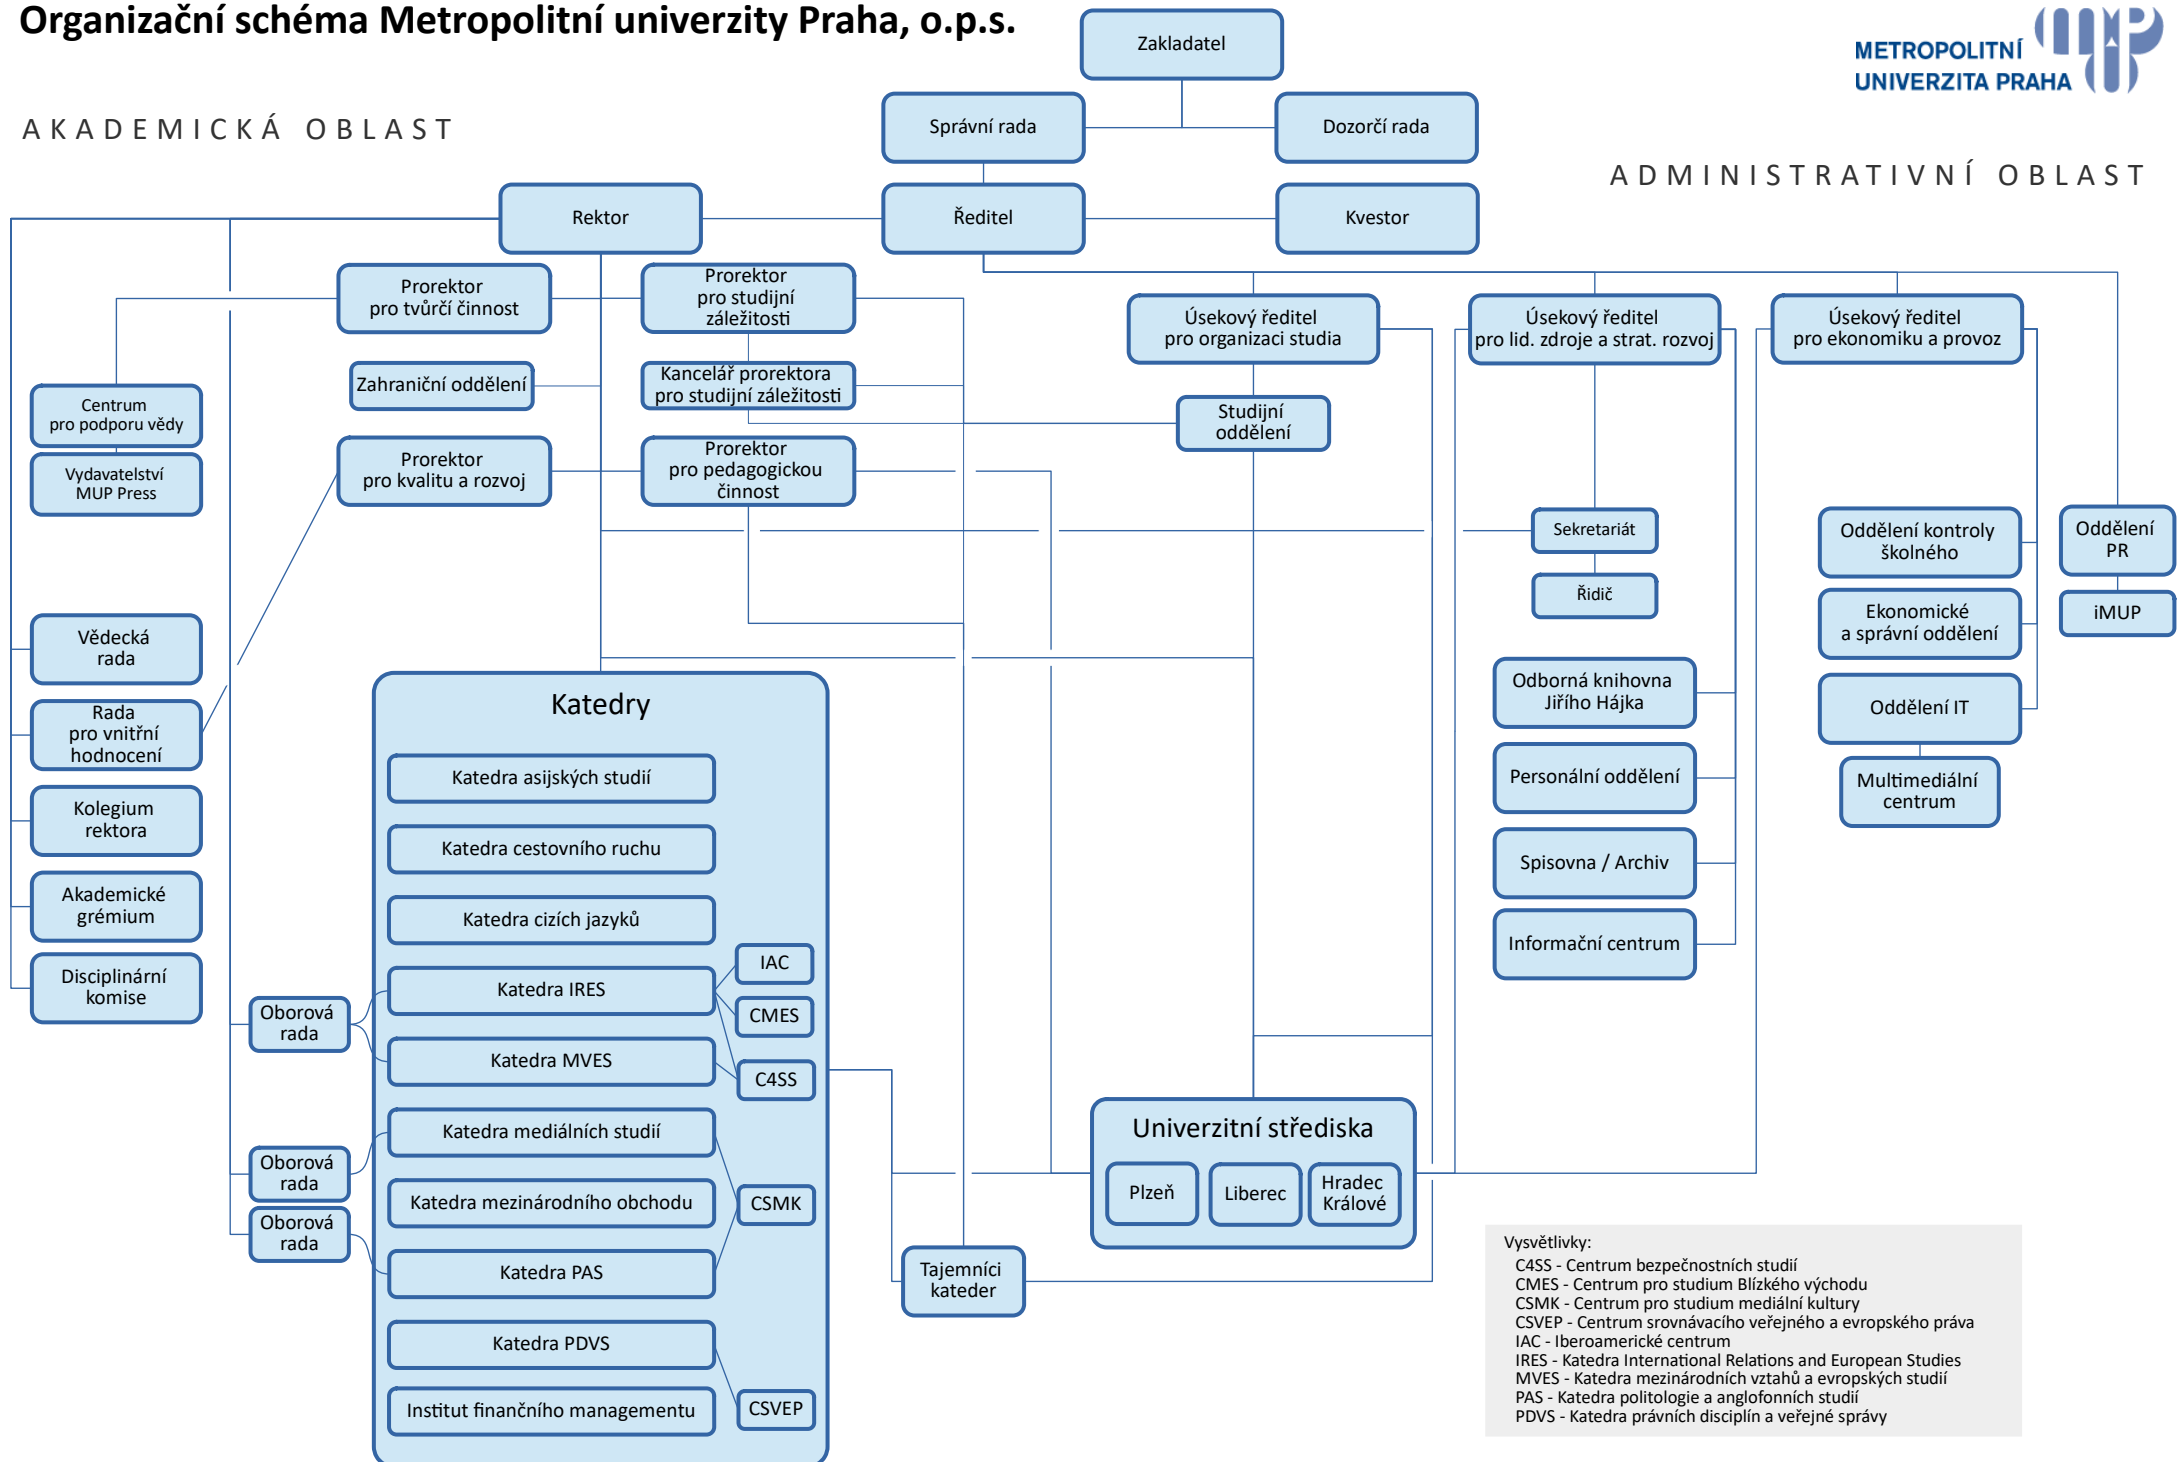 Organizační schéma Metropolitní univerzity Praha, o.p.s.
METROPOLITNÍ
UNIVERZITA PRAHA
AKADEMICKÁ OBLAST
ADMINISTRATIVNÍ OBLAST
Zakladatel
Správní rada
Dozorčí rada
Rektor
Ředitel
Kvestor
Prorektor
pro tvůrčí činnost
Prorektor
pro studijní
záležitosti
Úsekový ředitel
pro organizaci studia
Úsekový ředitel
pro lid. zdroje a strat. rozvoj
Úsekový ředitel
pro ekonomiku a provoz
Zahraniční oddělení
Kancelář prorektora
pro studijní záležitosti
Centrum
pro podporu vědy
Studijní
oddělení
Vydavatelství
MUP Press
Prorektor
pro kvalitu a rozvoj
Prorektor
pro pedagogickou
činnost
Sekretariát
Řidič
Oddělení kontroly
školného
Oddělení
PR
Ekonomické
a správní oddělení
iMUP
Vědecká
rada
Rada
pro vnitřní
hodnocení
Kolegium
rektora
Akademické
grémium
Disciplinární
komise
Odborná knihovna
Jiřího Hájka
Personální oddělení
Spisovna / Archiv
Informační centrum
Oddělení IT
Multimediální
centrum
Katedry
Katedra asijských studií
Katedra cestovního ruchu
Katedra cizích jazyků
Katedra IRES
Katedra MVES
Katedra mediálních studií
Katedra mezinárodního obchodu
Katedra PAS
Katedra PDVS
Institut finančního managementu
IAC
CMES
C4SS
CSMK
CSVEP
Oborová
rada
Oborová
rada
Oborová
rada
Univerzitní střediska
Plzeň
Liberec
Hradec
Králové
Tajemníci
kateder
Vysvětlivky:
C4SS - Centrum bezpečnostních studií
CMES - Centrum pro studium Blízkého východu
CSMK - Centrum pro studium mediální kultury
CSVEP - Centrum srovnávacího veřejného a evropského práva
IAC - Iberoamerické centrum
IRES - Katedra International Relations and European Studies
MVES - Katedra mezinárodních vztahů a evropských studií
PAS - Katedra politologie a anglofonních studií
PDVS - Katedra právních disciplín a veřejné správy